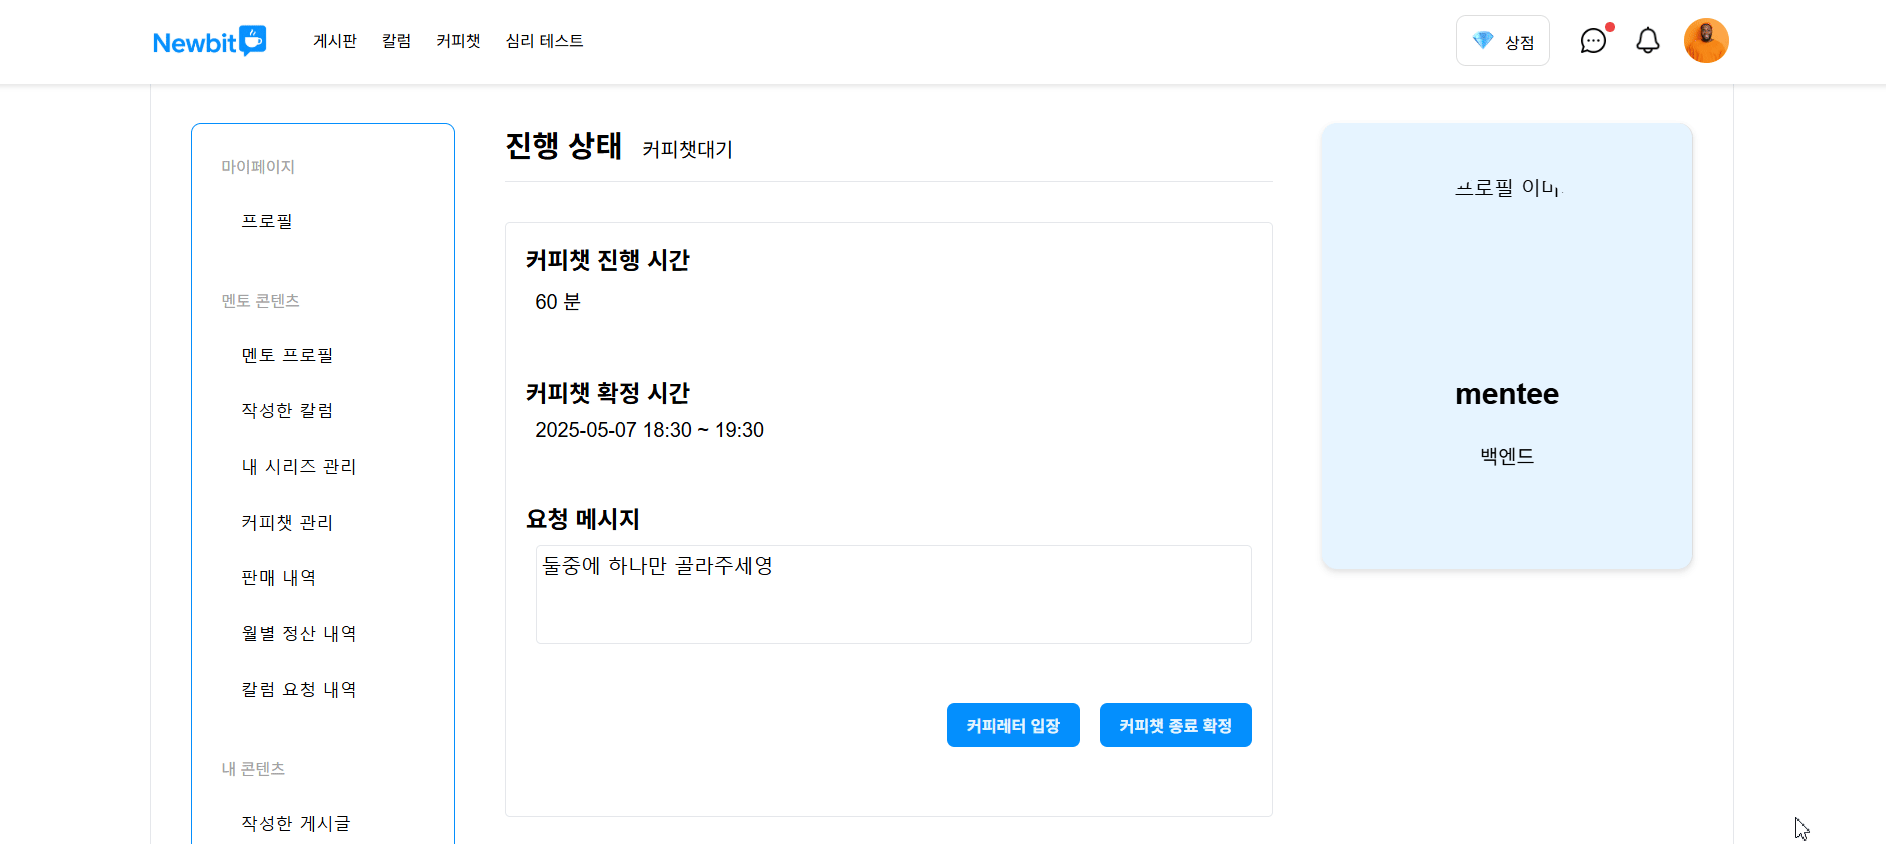 Newbit 게시판 칼럼 커피챗 심리 테스트 상점
마이페이지
프로필
멘토 콘텐츠
멘토 프로필
작성한 칼럼
내 시리즈 관리
커피챗 관리
판매 내역
월별 정산 내역
칼럼 요청 내역
내 콘텐츠
작성한 게시글
진행 상태 커피챗대기
커피챗 진행 시간
60 분
커피챗 확정 시간
2025-05-07 18:30 ~ 19:30
요청 메시지
둘중에 하나만 골라주세영
커피레터 입장 커피챗 종료 확정
프로필
mentee
백엔드